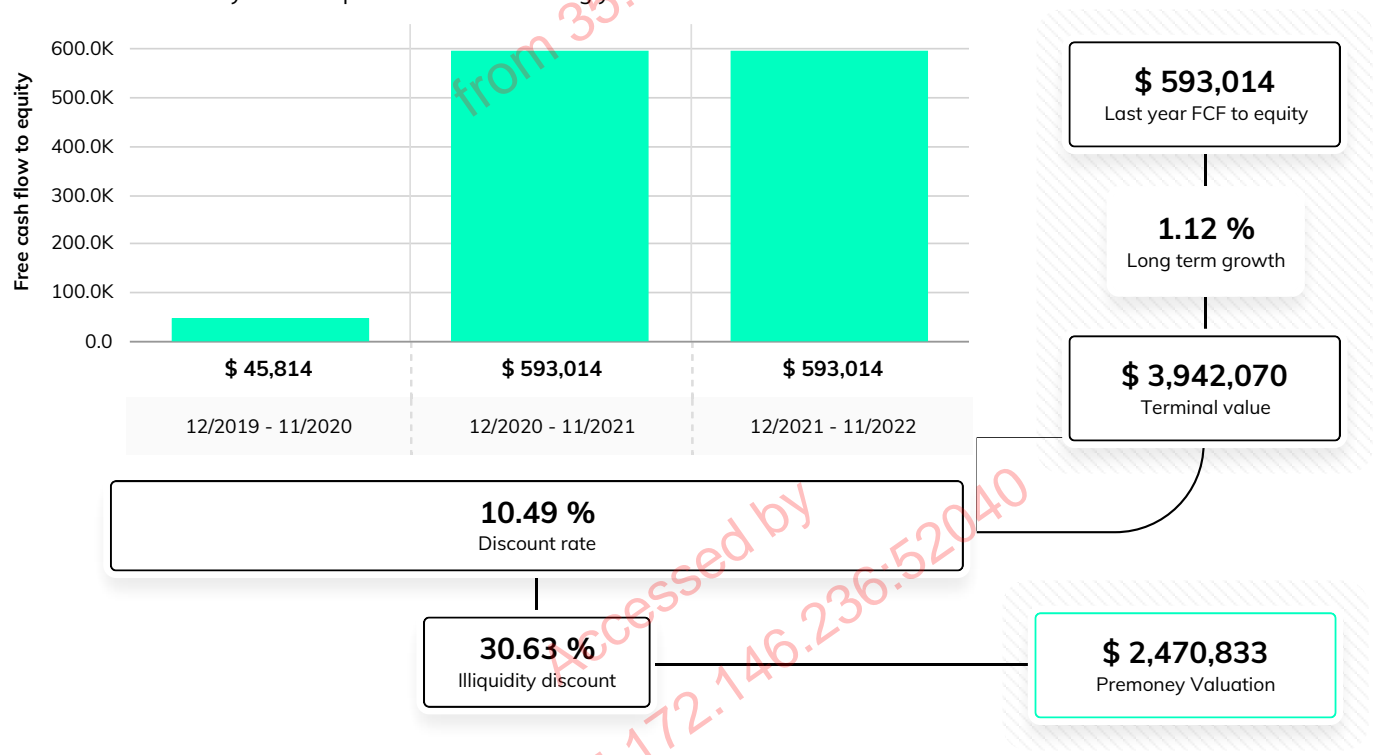 from 35.
Free cash flow to equity
600.0K
500.0K
400.0K
300.0K
200.0K
100.0K
0.0
$ 45,814
$ 593,014
$ 593,014
12/2019 - 11/2020
12/2020 - 11/2021
12/2021 - 11/2022
$ 593,014
Last year FCF to equity
1.12 %
Long term growth
$ 3,942,070
Terminal value
10.49 %
Discount rate
30.63 %
Illiquidity discount
$ 2,470,833
Premoney Valuation
Accessed by
172.146.236:52040